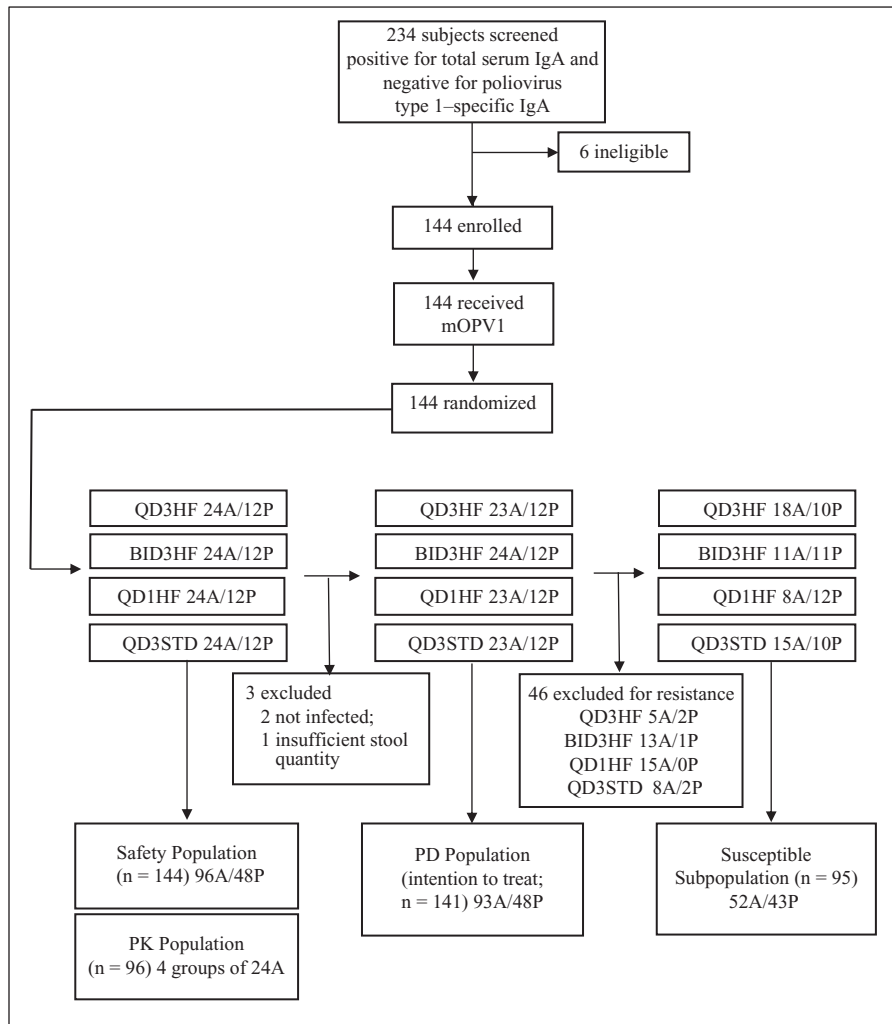 234 subjects screened
positive for total serum IgA and
negative for poliovirus
type 1–specific IgA
6 ineligible
144 enrolled
144 received
mOPV1
144 randomized
QD3HF 24A/12P
BID3HF 24A/12P
QD1HF 24A/12P
QD3STD 24A/12P
QD3HF 23A/12P
BID3HF 24A/12P
QD1HF 23A/12P
QD3STD 23A/12P
QD3HF 18A/10P
BID3HF 11A/11P
QD1HF 8A/12P
QD3STD 15A/10P
3 excluded
2 not infected;
1 insufficient stool
quantity
46 excluded for resistance
QD3HF 5A/2P
BID3HF 13A/1P
QD1HF 15A/0P
QD3STD 8A/2P
Safety Population
(n = 144) 96A/48P
PK Population
(n = 96) 4 groups of 24A
PD Population
(intention to treat;
n = 141) 93A/48P
Susceptible
Subpopulation (n = 95)
52A/43P